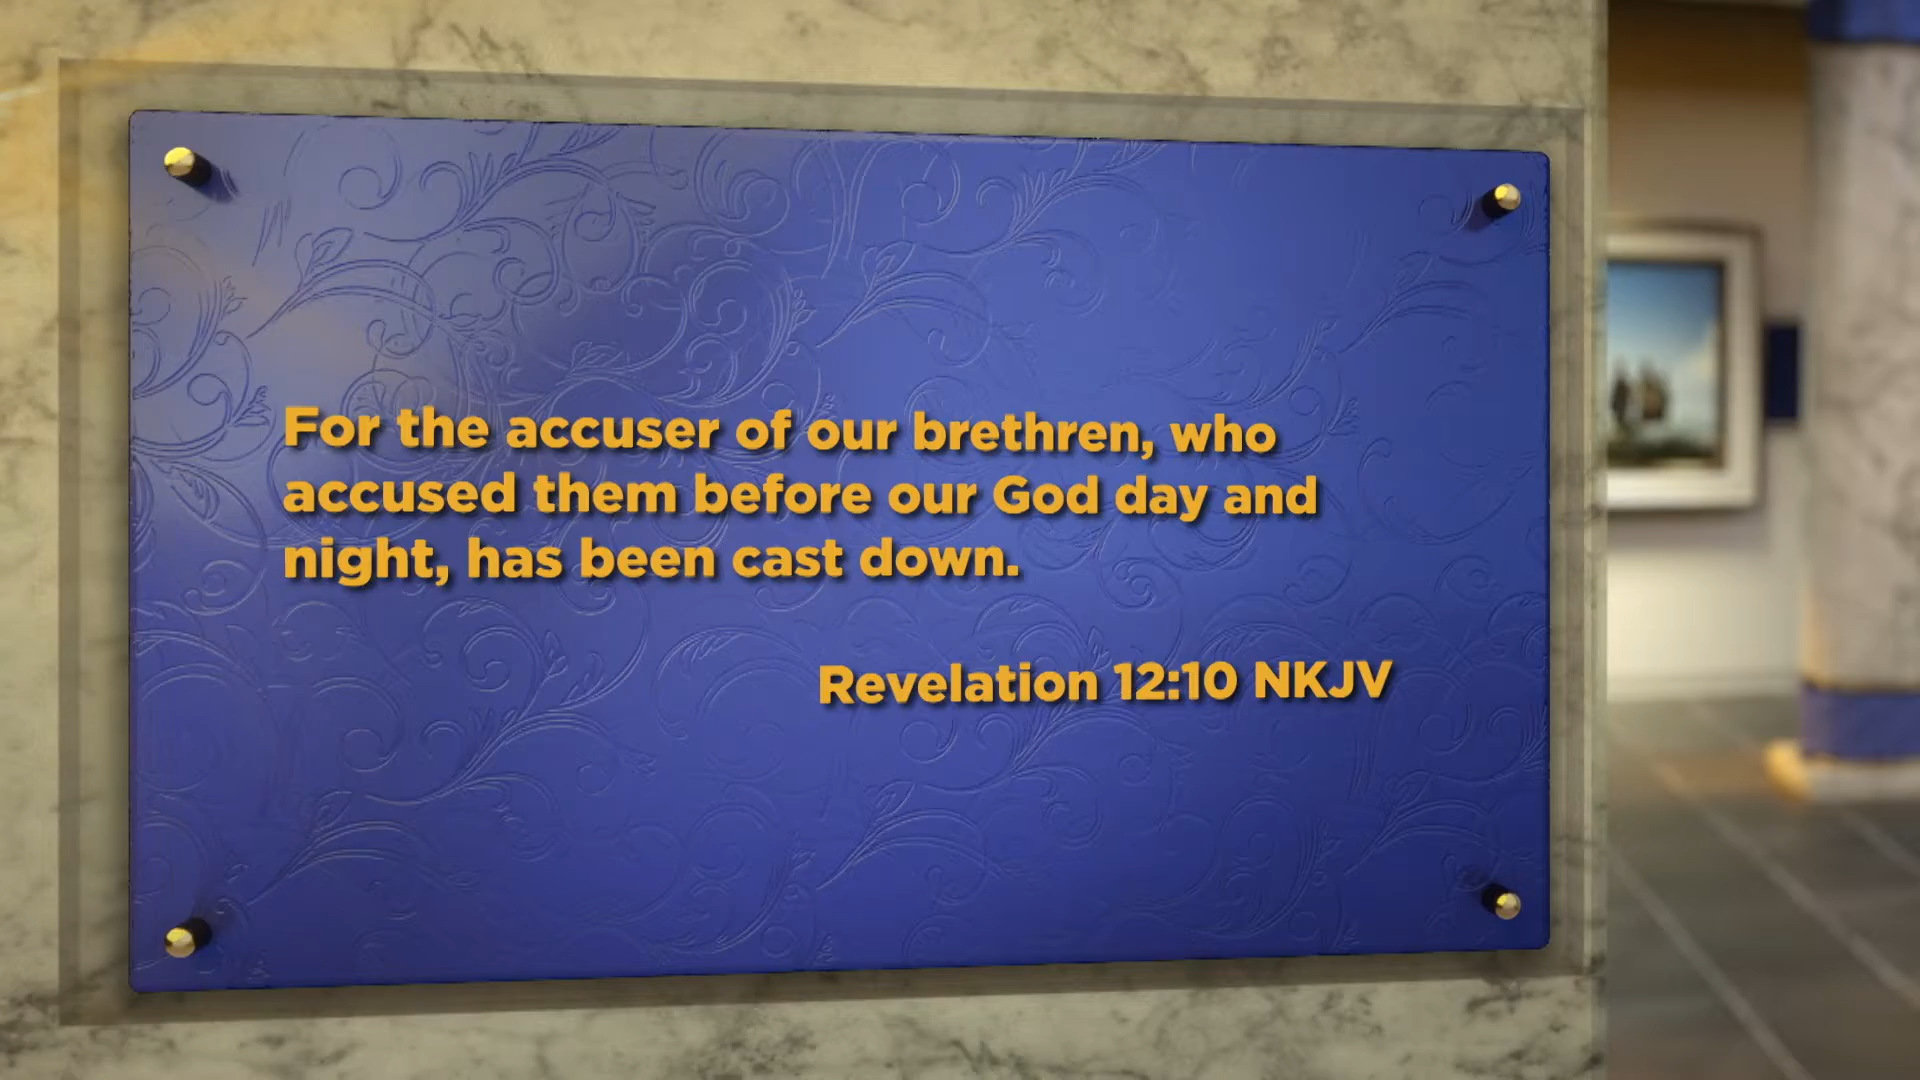 For the accuser of our brethren, who
accused them before our God day and
night, has been cast down.
Revelation 12:10 NKJV